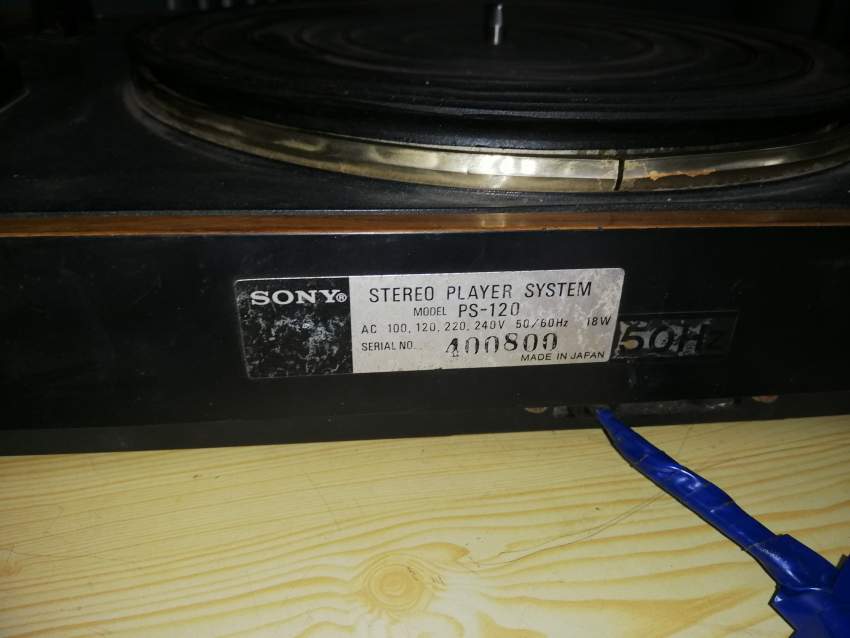 SONY® STEREO PLAYER SYSTEM
MODEL PS-120
AC 100, 120, 220, 240V 50/60Hz 18W
SERIAL NO. 400800
MADE IN JAPAN
50Hz